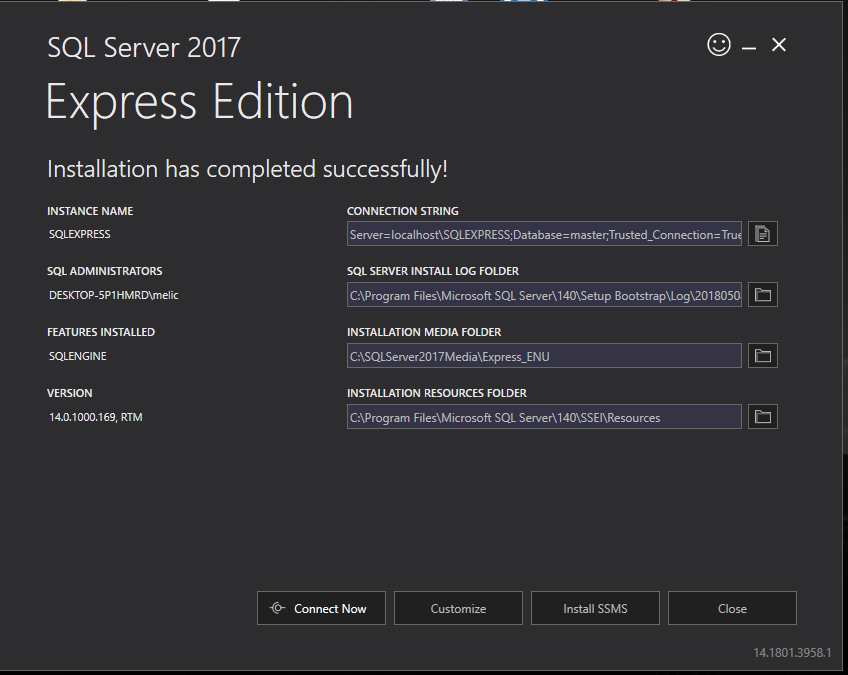 SQL Server 2017
Express Edition
Installation has completed successfully!
INSTANCE NAME
SQLEXPRESS
CONNECTION STRING
Server=localhost\SQLEXPRESS;Database=master;Trusted_Connection=True
SQL ADMINISTRATORS
DESKTOP-5P1HMRD\melic
SQL SERVER INSTALL LOG FOLDER
C:\Program Files\Microsoft SQL Server\140\Setup Bootstrap\Log\2018050
FEATURES INSTALLED
SQLENGINE
INSTALLATION MEDIA FOLDER
C:\SQLServer2017Media\Express_ENU
VERSION
14.0.1000.169, RTM
INSTALLATION RESOURCES FOLDER
C:\Program Files\Microsoft SQL Server\140\SSEI\Resources
Connect Now
Customize
Install SSMS
Close
14.1801.3958.1